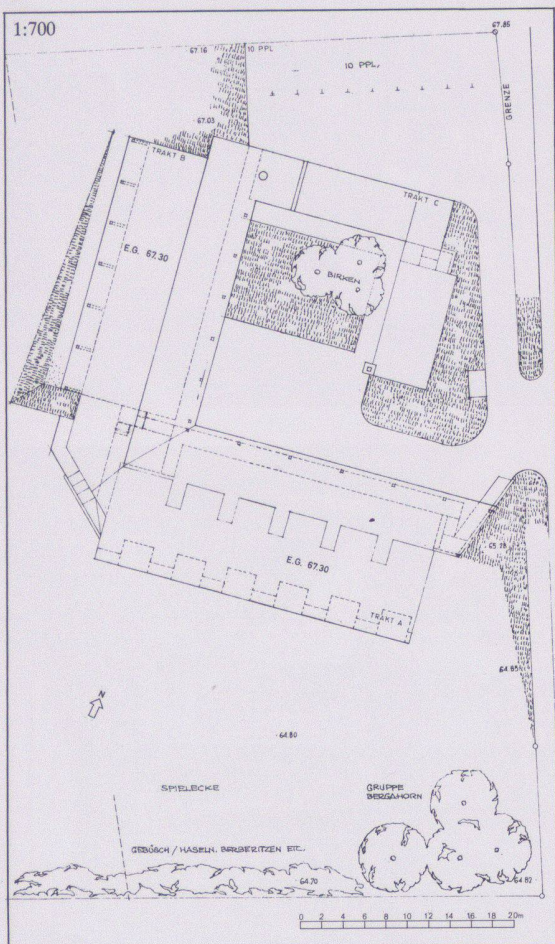 1:700
67.85
67.16
10 PPL
10 PPL.
GRENZE
67.03
TRAKT B
TRAKT C
E.G. 67.30
BIRKEN
E.G. 67.30
65.18
TRAKT A
64.85
N
64.80
SPIELECKE
GRUPPE
BERGAHORN
GEBÜSCH / HASELN. BERBERITZEN ETC.
64.70
64.82
0 2 4 6 8 10 12 14 16 18 20m